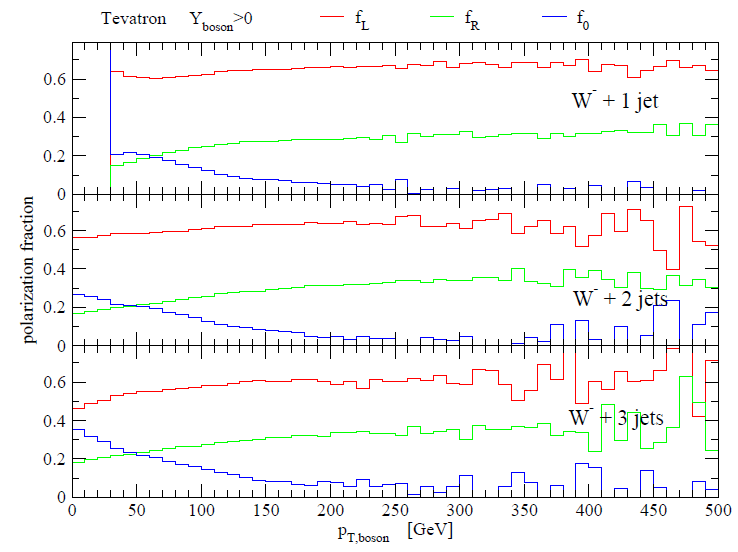 Tevatron Y_boson>0 f_L f_R f_0
0.6
0.4
0.2
0
W⁻ + 1 jet
0.6
0.4
0.2
0
W⁻ + 2 jets
0.6
0.4
0.2
0
W⁻ + 3 jets
polarization fraction
0 50 100 150 200 250 300 350 400 450 500
p_T,boson [GeV]